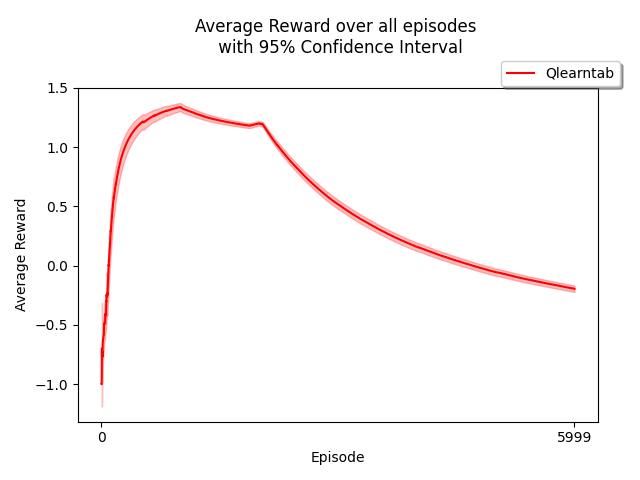 Average Reward over all episodes
with 95% Confidence Interval
Qlearntab
1.5
1.0
0.5
0.0
−0.5
−1.0
Average Reward
0
5999
Episode